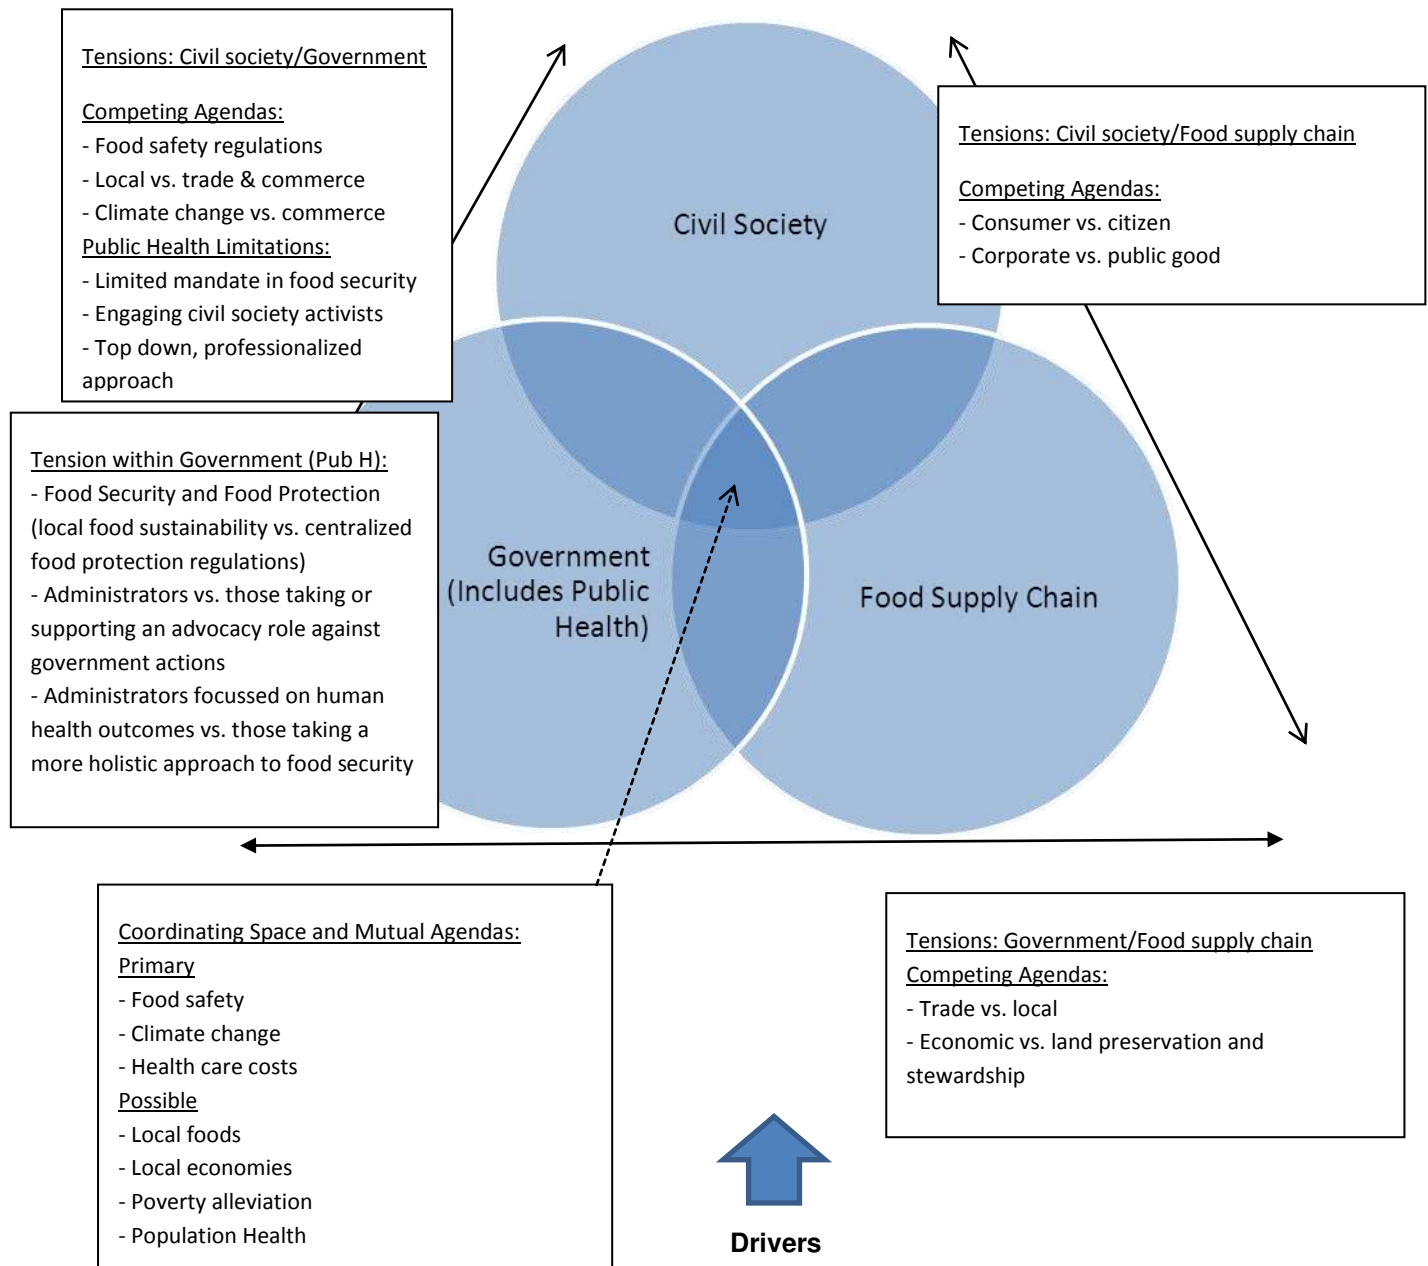 Tensions: Civil society/Government
Competing Agendas:
- Food safety regulations
- Local vs. trade & commerce
- Climate change vs. commerce
Public Health Limitations:
- Limited mandate in food security
- Engaging civil society activists
- Top down, professionalized
approach
Tensions: Civil society/Food supply chain
Competing Agendas:
- Consumer vs. citizen
- Corporate vs. public good
Civil Society
Tension within Government (Pub H):
- Food Security and Food Protection
(local food sustainability vs. centralized
food protection regulations)
- Administrators vs. those taking or
supporting an advocacy role against
government actions
- Administrators focussed on human
health outcomes vs. those taking a
more holistic approach to food security
Government
(Includes Public
Health)
Food Supply Chain
Coordinating Space and Mutual Agendas:
Primary
- Food safety
- Climate change
- Health care costs
Possible
- Local foods
- Local economies
- Poverty alleviation
- Population Health
Tensions: Government/Food supply chain
Competing Agendas:
- Trade vs. local
- Economic vs. land preservation and
stewardship
Drivers